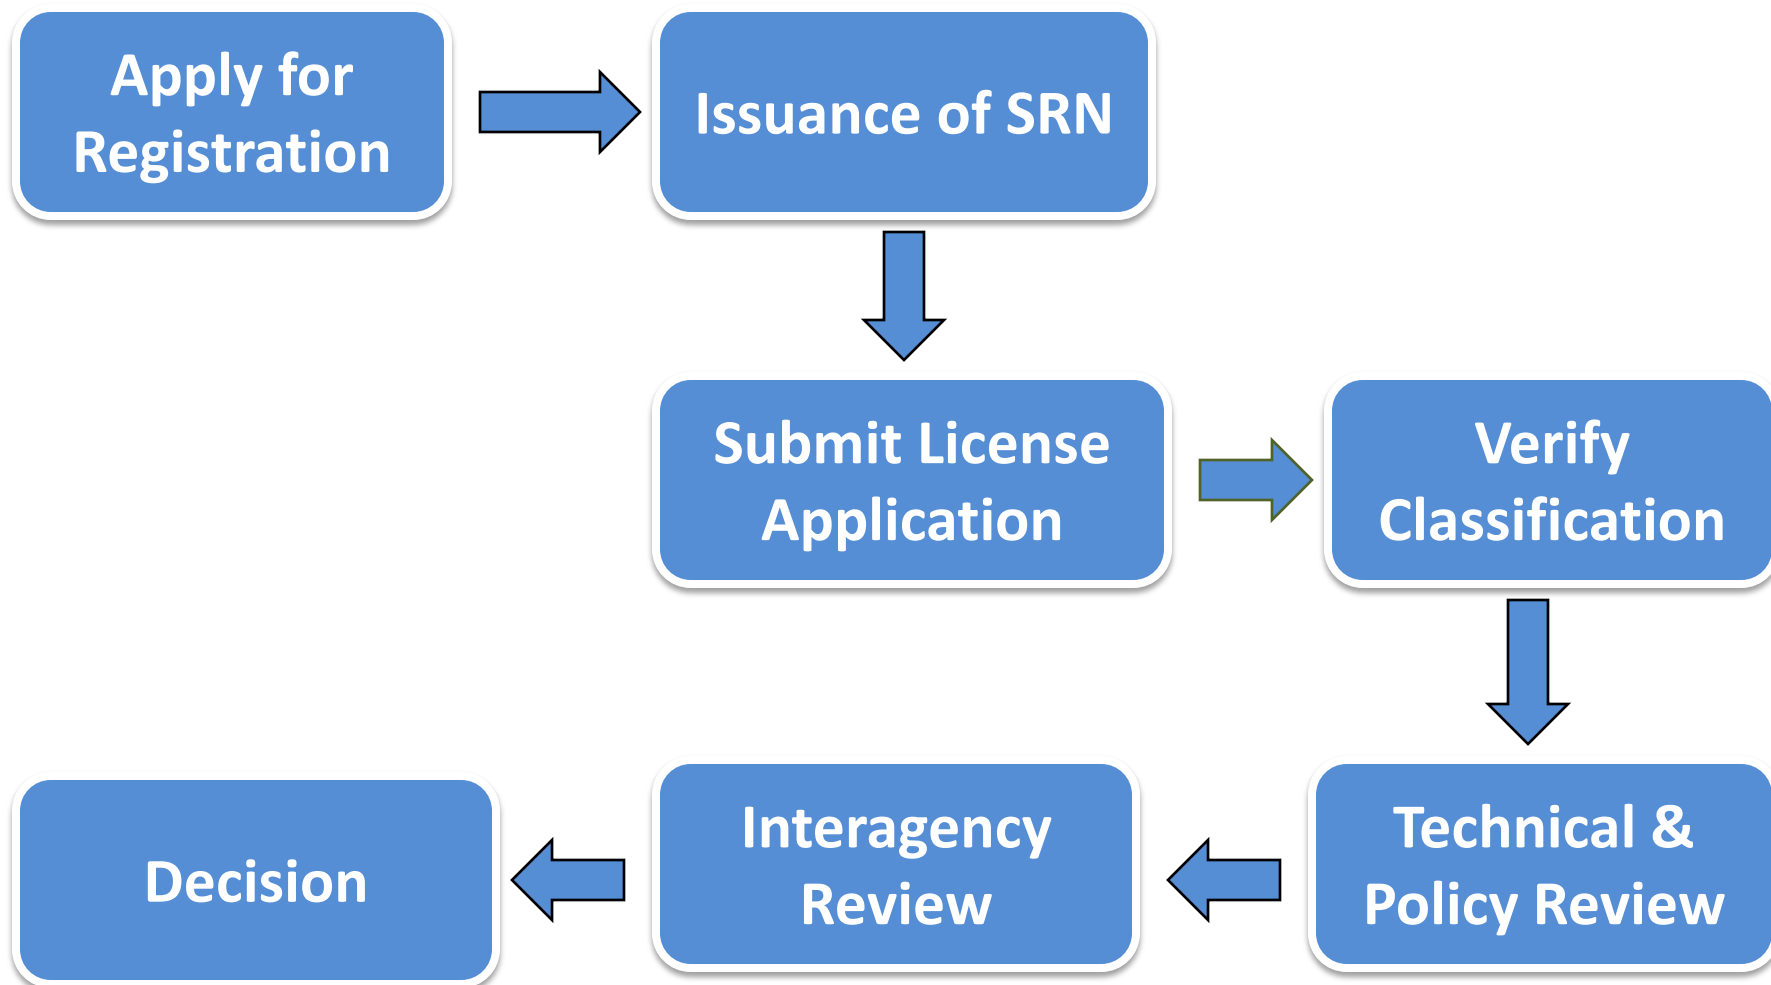 Apply for
Registration
Issuance of SRN
Submit License
Application
Verify
Classification
Technical &
Policy Review
Interagency
Review
Decision